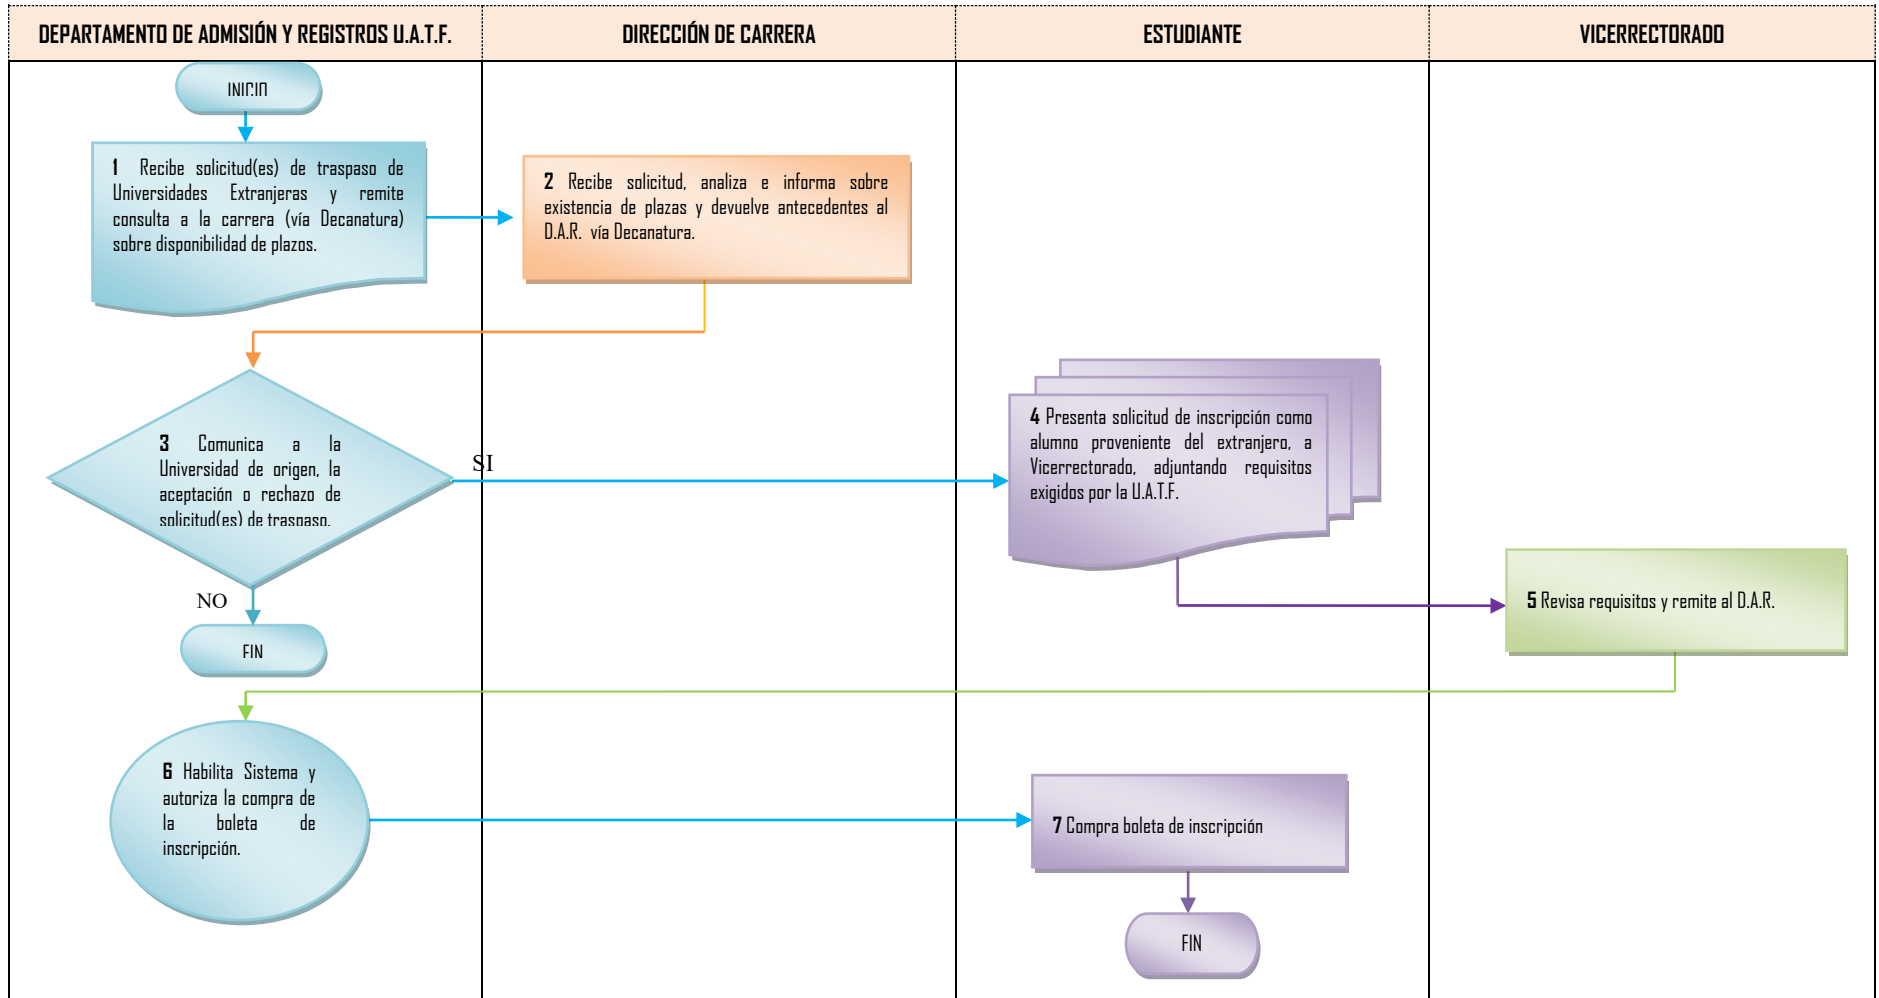 DEPARTAMENTO DE ADMISIÓN Y REGISTROS U.A.T.F.
DIRECCIÓN DE CARRERA
ESTUDIANTE
VICERRECTORADO
INICIO
1 Recibe solicitud(es) de traspaso de
Universidades Extranjeras y remite
consulta a la carrera (vía Decanatura)
sobre disponibilidad de plazos.
2 Recibe solicitud, analiza e informa sobre
existencia de plazas y devuelve antecedentes al
D.A.R. vía Decanatura.
3 Comunica a la
Universidad de origen, la
aceptación o rechazo de
solicitud(es) de traspaso.
SI
NO
FIN
4 Presenta solicitud de inscripción como
alumno proveniente del extranjero, a
Vicerrectorado, adjuntando requisitos
exigidos por la U.A.T.F.
5 Revisa requisitos y remite al D.A.R.
6 Habilita Sistema y
autoriza la compra de
la boleta de
inscripción.
7 Compra boleta de inscripción
FIN